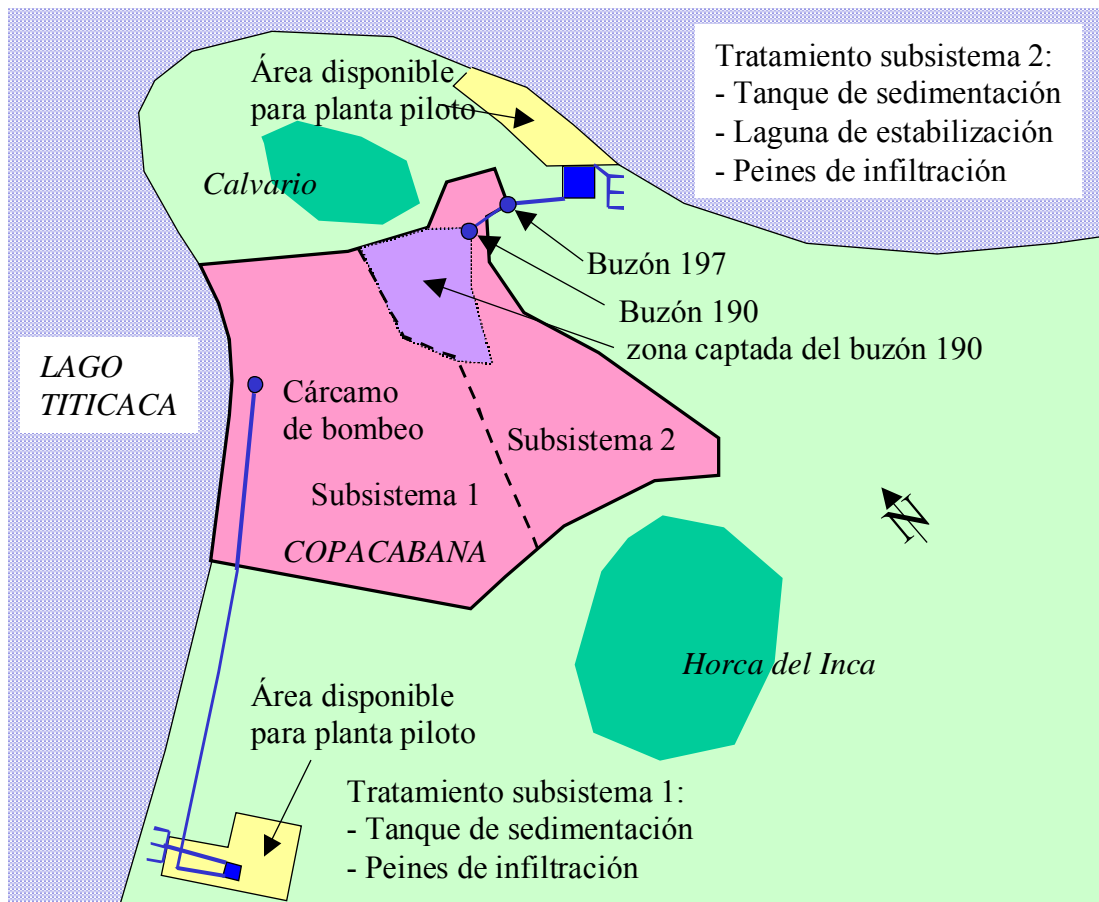 Área disponible
para planta piloto
Tratamiento subsistema 2:
- Tanque de sedimentación
- Laguna de estabilización
- Peines de infiltración
Calvario
Buzón 197
Buzón 190
zona captada del buzón 190
LAGO
TITICACA
Cárcamo
de bombeo
Subsistema 2
Subsistema 1
COPACABANA
N
Horca del Inca
Área disponible
para planta piloto
Tratamiento subsistema 1:
- Tanque de sedimentación
- Peines de infiltración